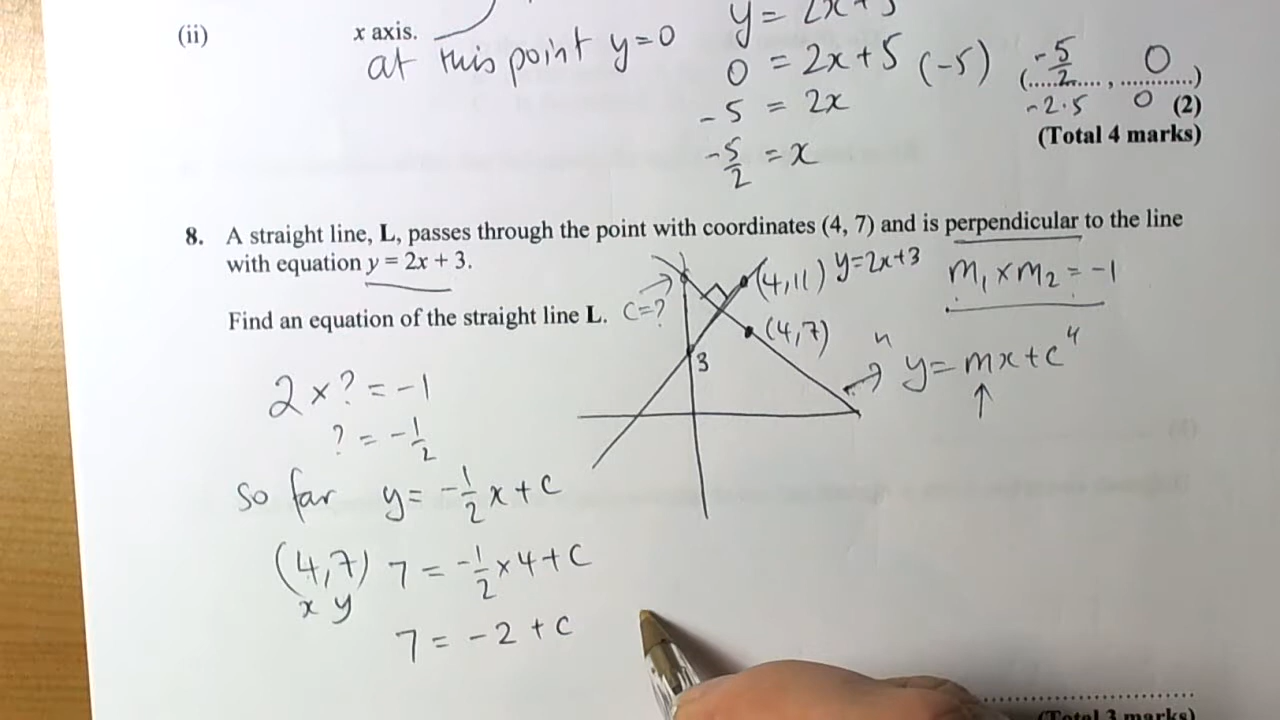 (ii) x axis.
at this point y=0
y = 2x+5
0 = 2x+5 (-5)
-5 = 2x
-5/2 = x
(-5/2, 0)
-2.5 0 (2)
(Total 4 marks)
8. A straight line, L, passes through the point with coordinates (4, 7) and is perpendicular to the line
with equation y = 2x + 3.
Find an equation of the straight line L.
C=?
(4,11) y=2x+3
m₁ × m₂ = -1
(4,7)
3
y = mx+c
2 × ? = -1
? = -1/2
so far y = -1/2 x + c
(4,7) 7 = -1/2 × 4 + c
x y
7 = -2 + c
(Total 3 marks)